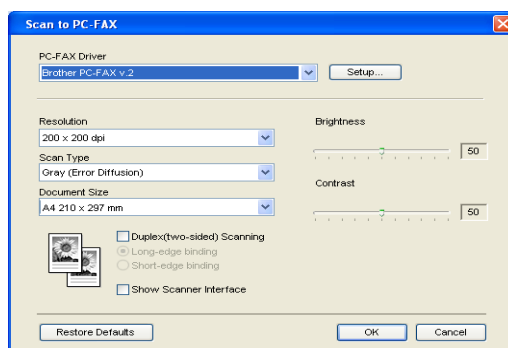 Scan to PC-FAX
PC-FAX Driver
Brother PC-FAX v.2
Setup...
Resolution
200 x 200 dpi
Scan Type
Gray (Error Diffusion)
Document Size
A4 210 x 297 mm
Brightness
50
Contrast
50
Duplex(two-sided) Scanning
Long-edge binding
Short-edge binding
Show Scanner Interface
Restore Defaults
OK
Cancel